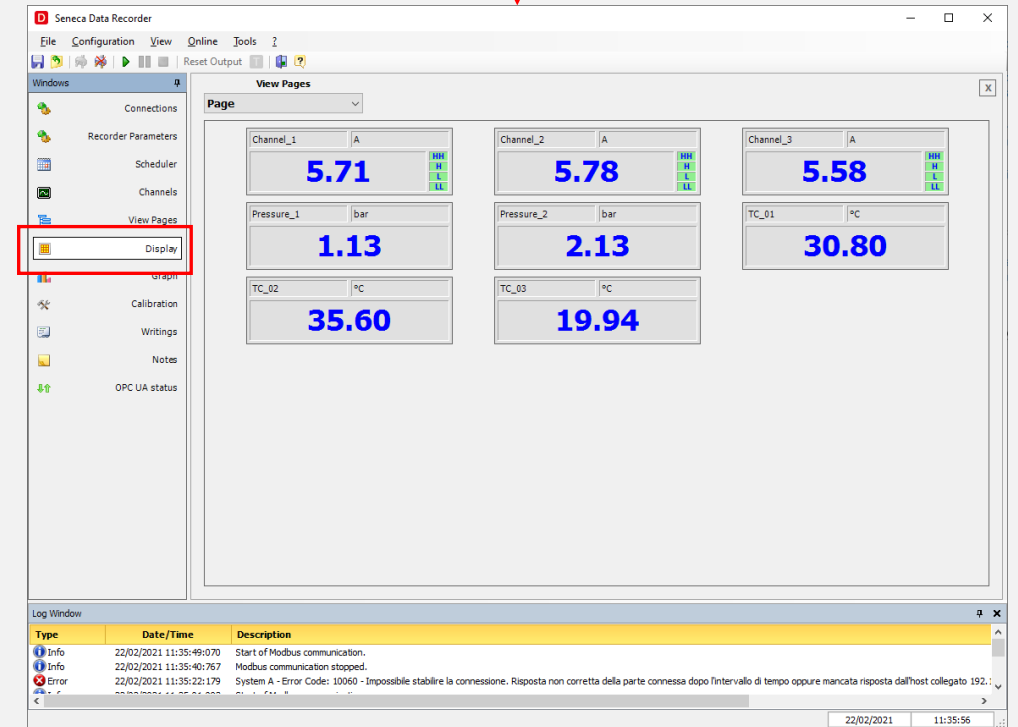 Seneca Data Recorder
File Configuration View Online Tools ?
Reset Output
Windows
Connections
Recorder Parameters
Scheduler
Channels
View Pages
Display
Graph
Calibration
Writings
Notes
OPC UA status
View Pages
X
Page
Channel_1 A
5.71
HH
H
L
LL
Channel_2 A
5.78
HH
H
L
LL
Channel_3 A
5.58
HH
H
L
LL
Pressure_1 bar
1.13
Pressure_2 bar
2.13
TC_01 °C
30.80
TC_02 °C
35.60
TC_03 °C
19.94
Log Window
Type Date/Time Description
Info 22/02/2021 11:35:49:070 Start of Modbus communication.
Info 22/02/2021 11:35:40:767 Modbus communication stopped.
Error 22/02/2021 11:35:22:179 System A - Error Code: 10060 - Impossibile stabilire la connessione. Risposta non corretta della parte connessa dopo l'intervallo di tempo oppure mancata risposta dall'host collegato 192.
22/02/2021 11:35:56